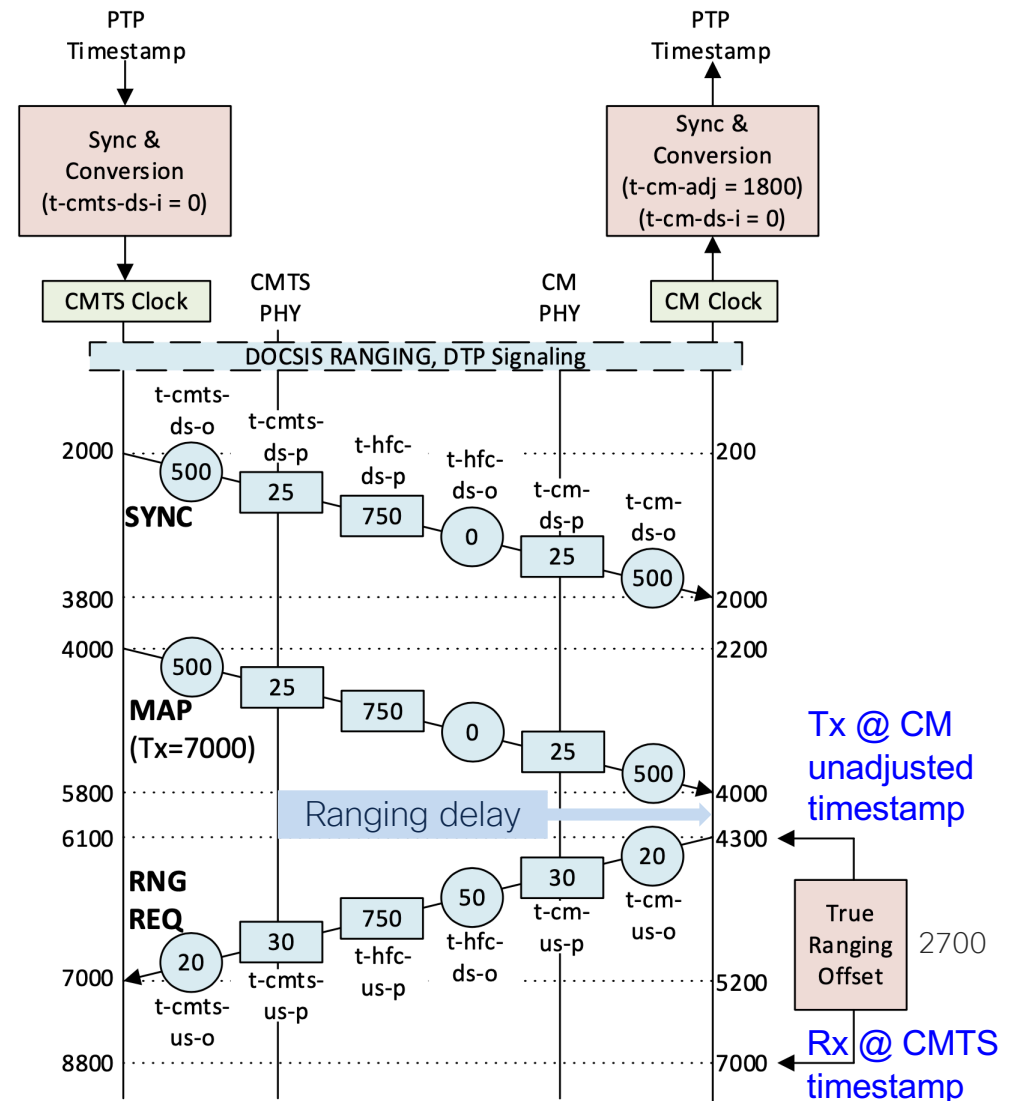 PTP
Timestamp
PTP
Timestamp
Sync &
Conversion
(t-cmts-ds-i = 0)
Sync &
Conversion
(t-cm-adj = 1800)
(t-cm-ds-i = 0)
CMTS Clock
CMTS
PHY
CM
PHY
CM Clock
DOCSIS RANGING, DTP Signaling
t-cmts-
ds-o
t-cmts-
ds-p
t-hfc-
ds-p
t-hfc-
ds-o
t-cm-
ds-p
t-cm-
ds-o
2000
200
500
25
750
0
25
500
SYNC
3800
2000
4000
2200
500
25
750
0
25
500
MAP
(Tx=7000)
Tx @ CM
unadjusted
timestamp
5800
4000
Ranging delay
6100
4300
RNG
REQ
20
30
50
750
30
20
t-cm-
us-o
t-cm-
us-p
t-hfc-
ds-o
t-hfc-
us-p
t-cmts-
us-p
t-cmts-
us-o
True
Ranging
Offset
2700
7000
5200
8800
7000
Rx @ CMTS
timestamp